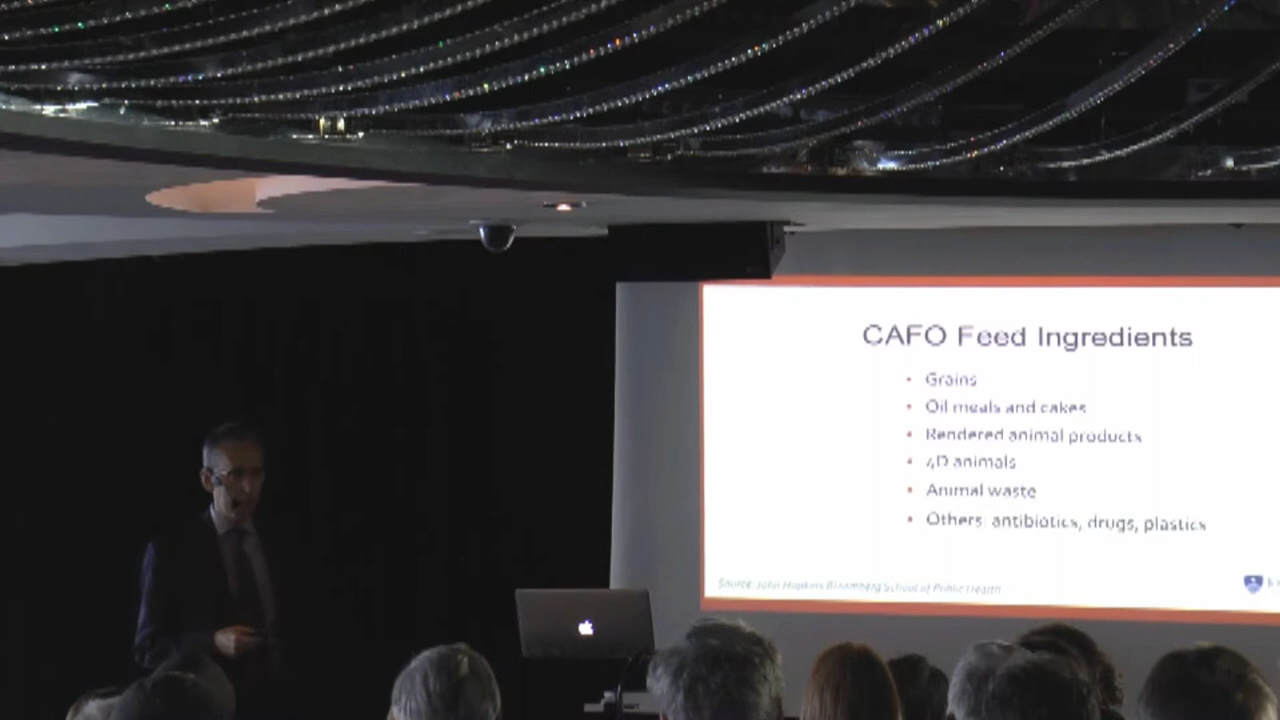 CAFO Feed Ingredients
• Grains
• Oil meals and cakes
• Rendered animal products
• 4D animals
• Animal waste
• Others: antibiotics, drugs, plastics
Source: John Hopkins Bloomberg School of Public Health